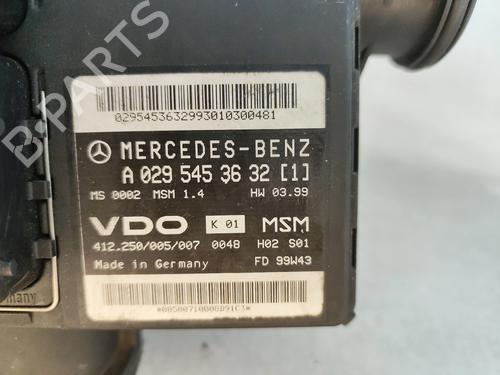 B-PARTS
0295453632993010300481
MERCEDES-BENZ
A 029 545 36 32 [1]
MS 0002 MSM 1.4 HW 03.99
VDO K 01 MSM
412.250/005/007 0048 H02 S01
Made in Germany FD 99W43
Germany